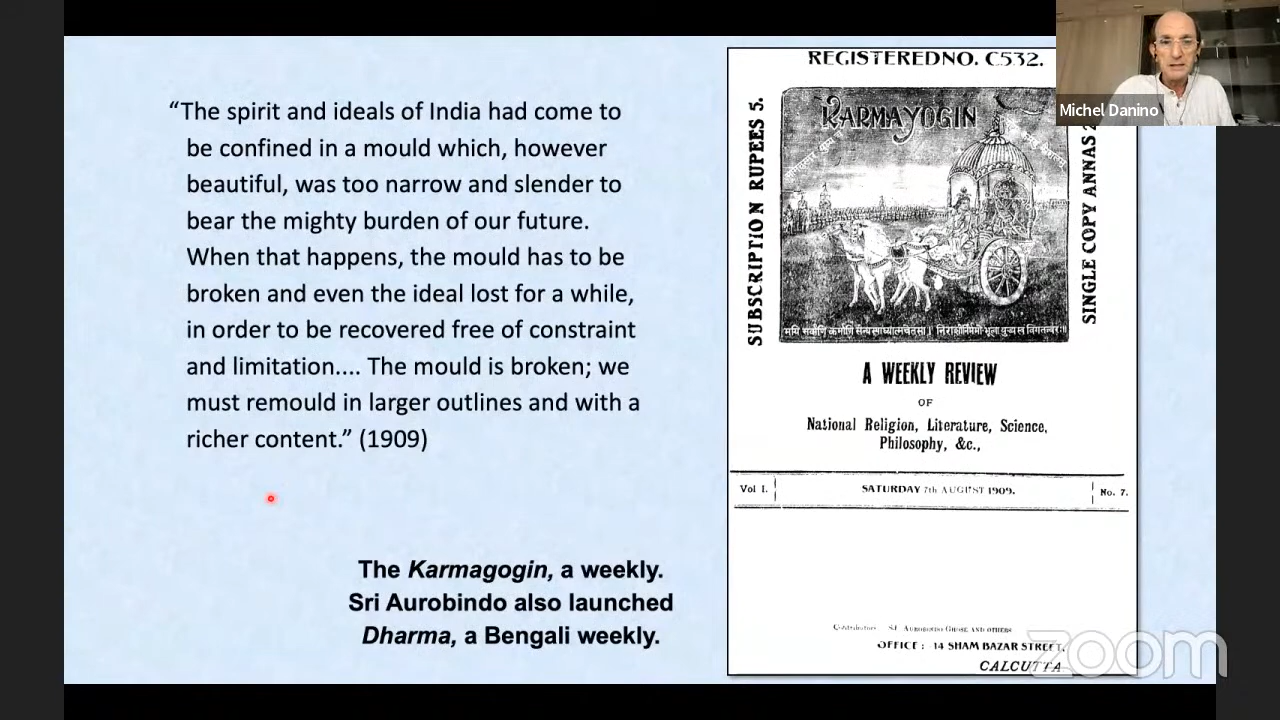 “The spirit and ideals of India had come to
be confined in a mould which, however
beautiful, was too narrow and slender to
bear the mighty burden of our future.
When that happens, the mould has to be
broken and even the ideal lost for a while,
in order to be recovered free of constraint
and limitation.... The mould is broken; we
must remould in larger outlines and with a
richer content.” (1909)
The Karmagogin, a weekly.
Sri Aurobindo also launched
Dharma, a Bengali weekly.
REGISTEREDNO. C532.
SUBSCRIPTION RUPEES 5.
KARMAYOGIN
SINGLE COPY ANNAS
A WEEKLY REVIEW
OF
National Religion, Literature, Science,
Philosophy, &c.,
Vol I.
SATURDAY 7th AUGUST 1909.
No. 7.
Contributors
AUROBINDO GHOSE AND OTHERS
OFFICE : 14 SHAM BAZAR STREET,
CALCUTTA
Michel Danino
zoom